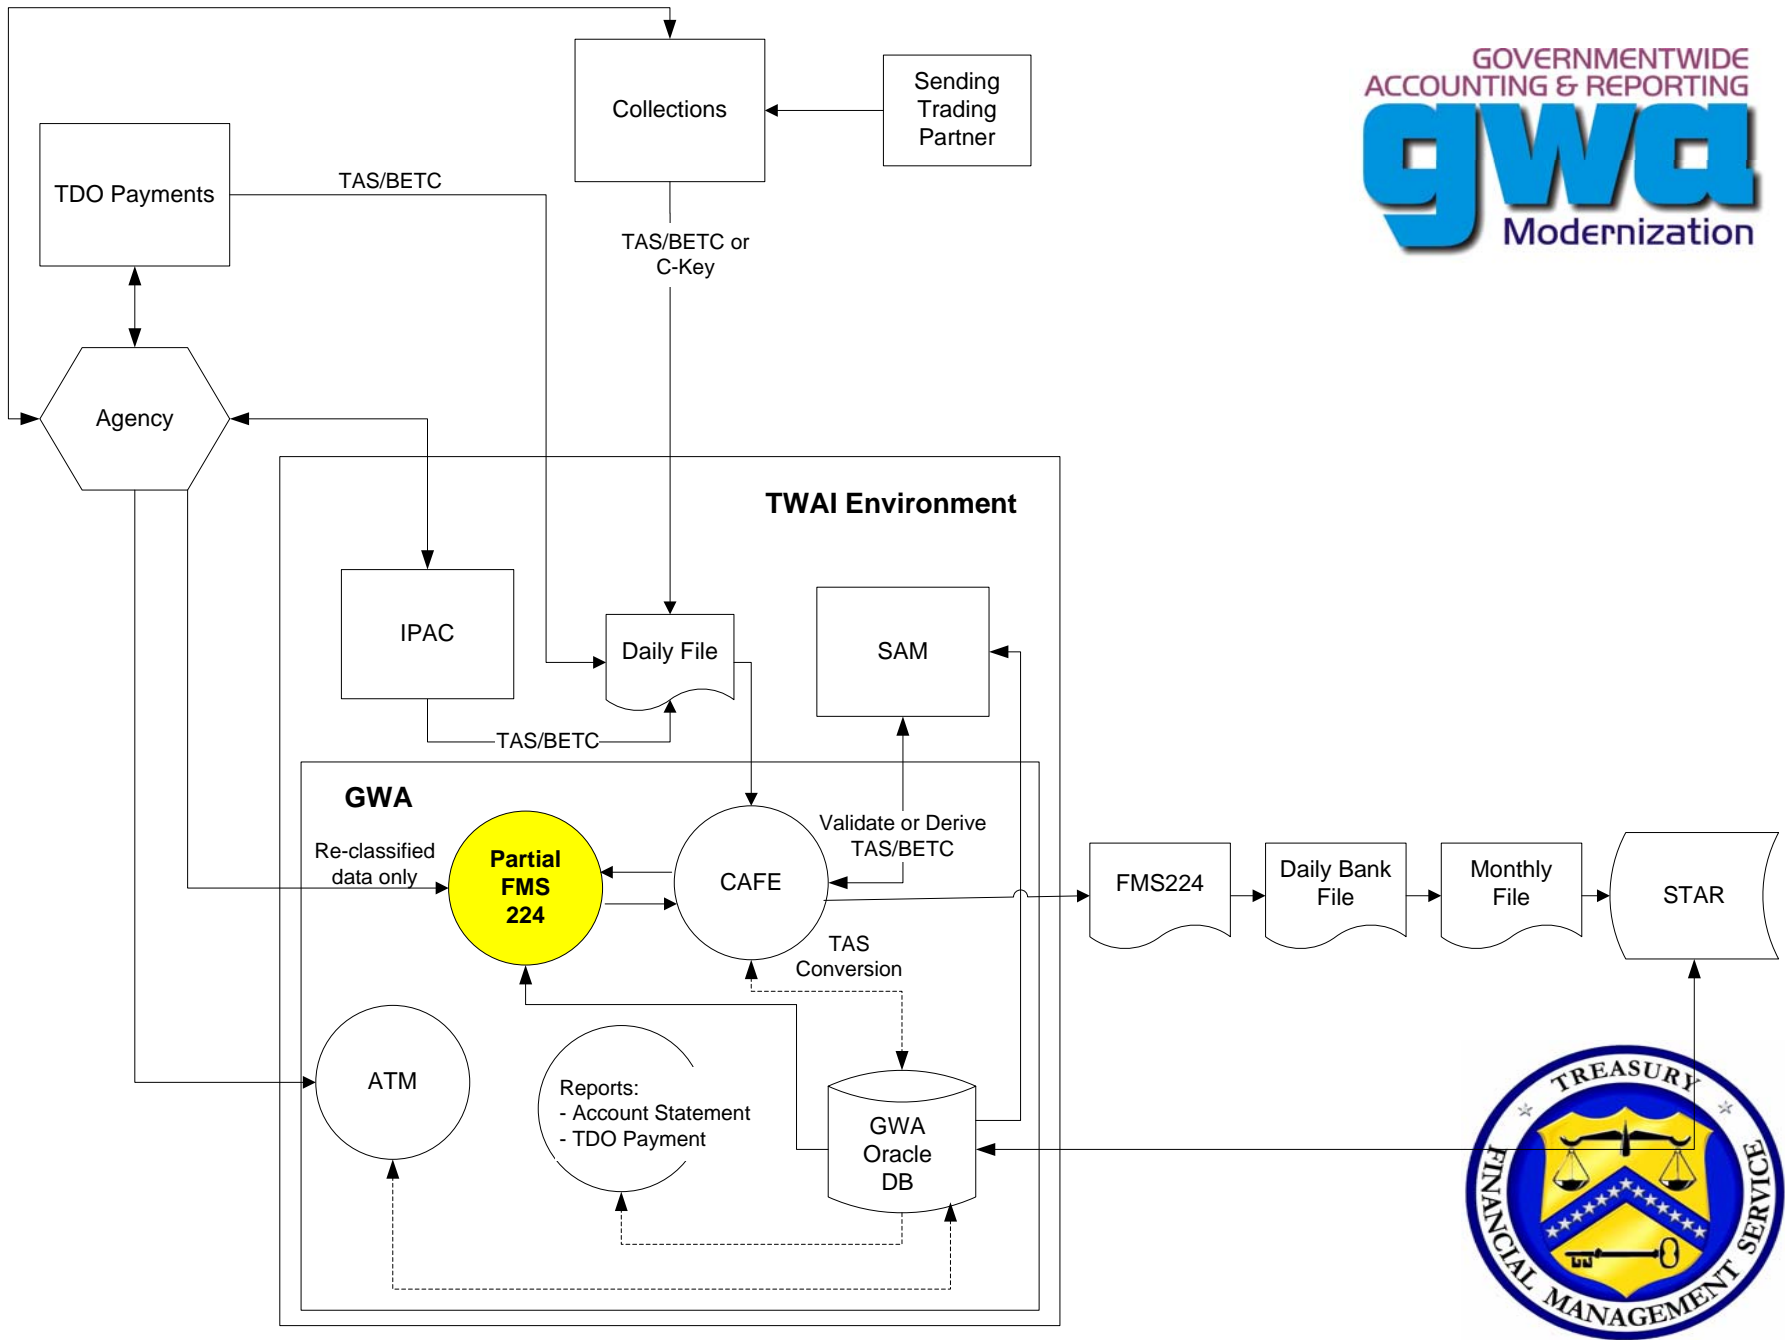 GOVERNMENTWIDE
ACCOUNTING & REPORTING
gwa
Modernization
Collections
Sending
Trading
Partner
TDO Payments
TAS/BETC
TAS/BETC or
C-Key
Agency
TWAI Environment
IPAC
Daily File
SAM
TAS/BETC
GWA
Re-classified
data only
Partial
FMS
224
CAFE
Validate or Derive
TAS/BETC
FMS224
Daily Bank
File
Monthly
File
STAR
TAS
Conversion
ATM
Reports:
- Account Statement
- TDO Payment
GWA
Oracle
DB
TREASURY
FINANCIAL MANAGEMENT SERVICE